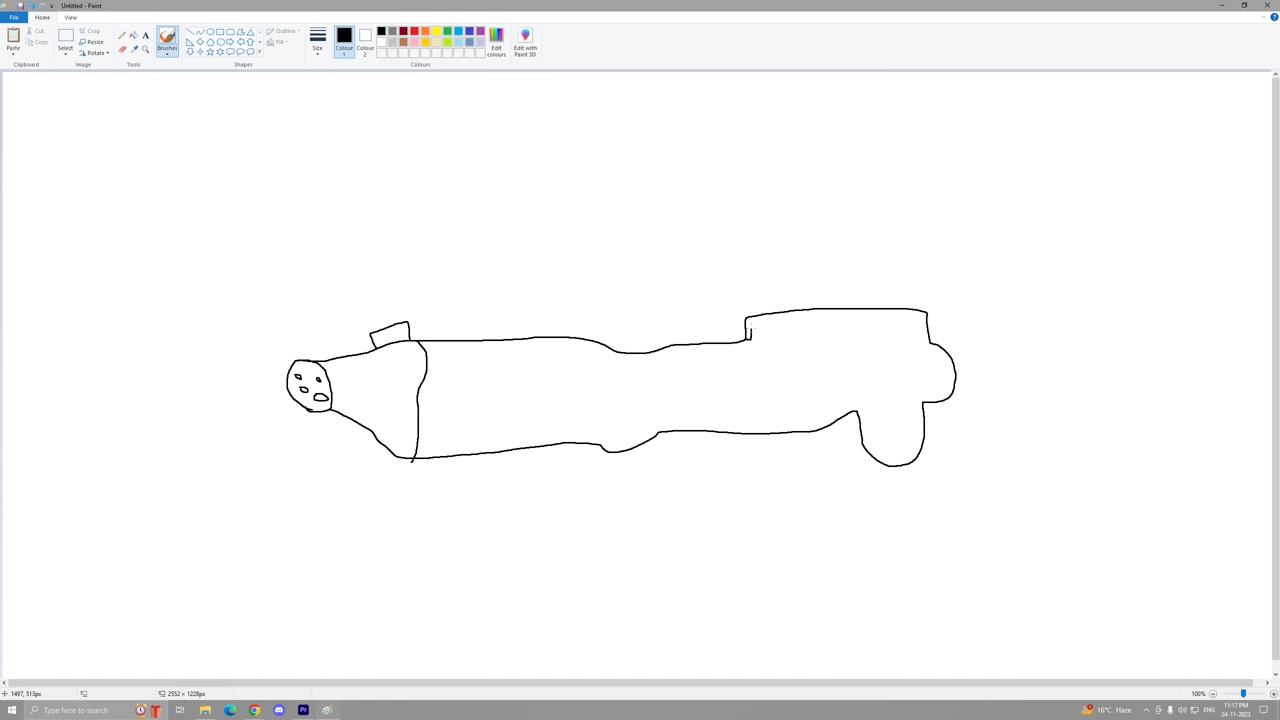 Untitled - Paint
File
Home
View
Paste
Cut
Copy
Clipboard
Select
Crop
Resize
Rotate
Image
Tools
Brushes
Outline
Fill
Shapes
Size
Colour 1
Colour 2
Edit colours
Edit with Paint 3D
Colours
1497, 513px
2552 × 1228px
100%
Type here to search
Pr
16°C Haze
ENG
11:17 PM
24-11-2023